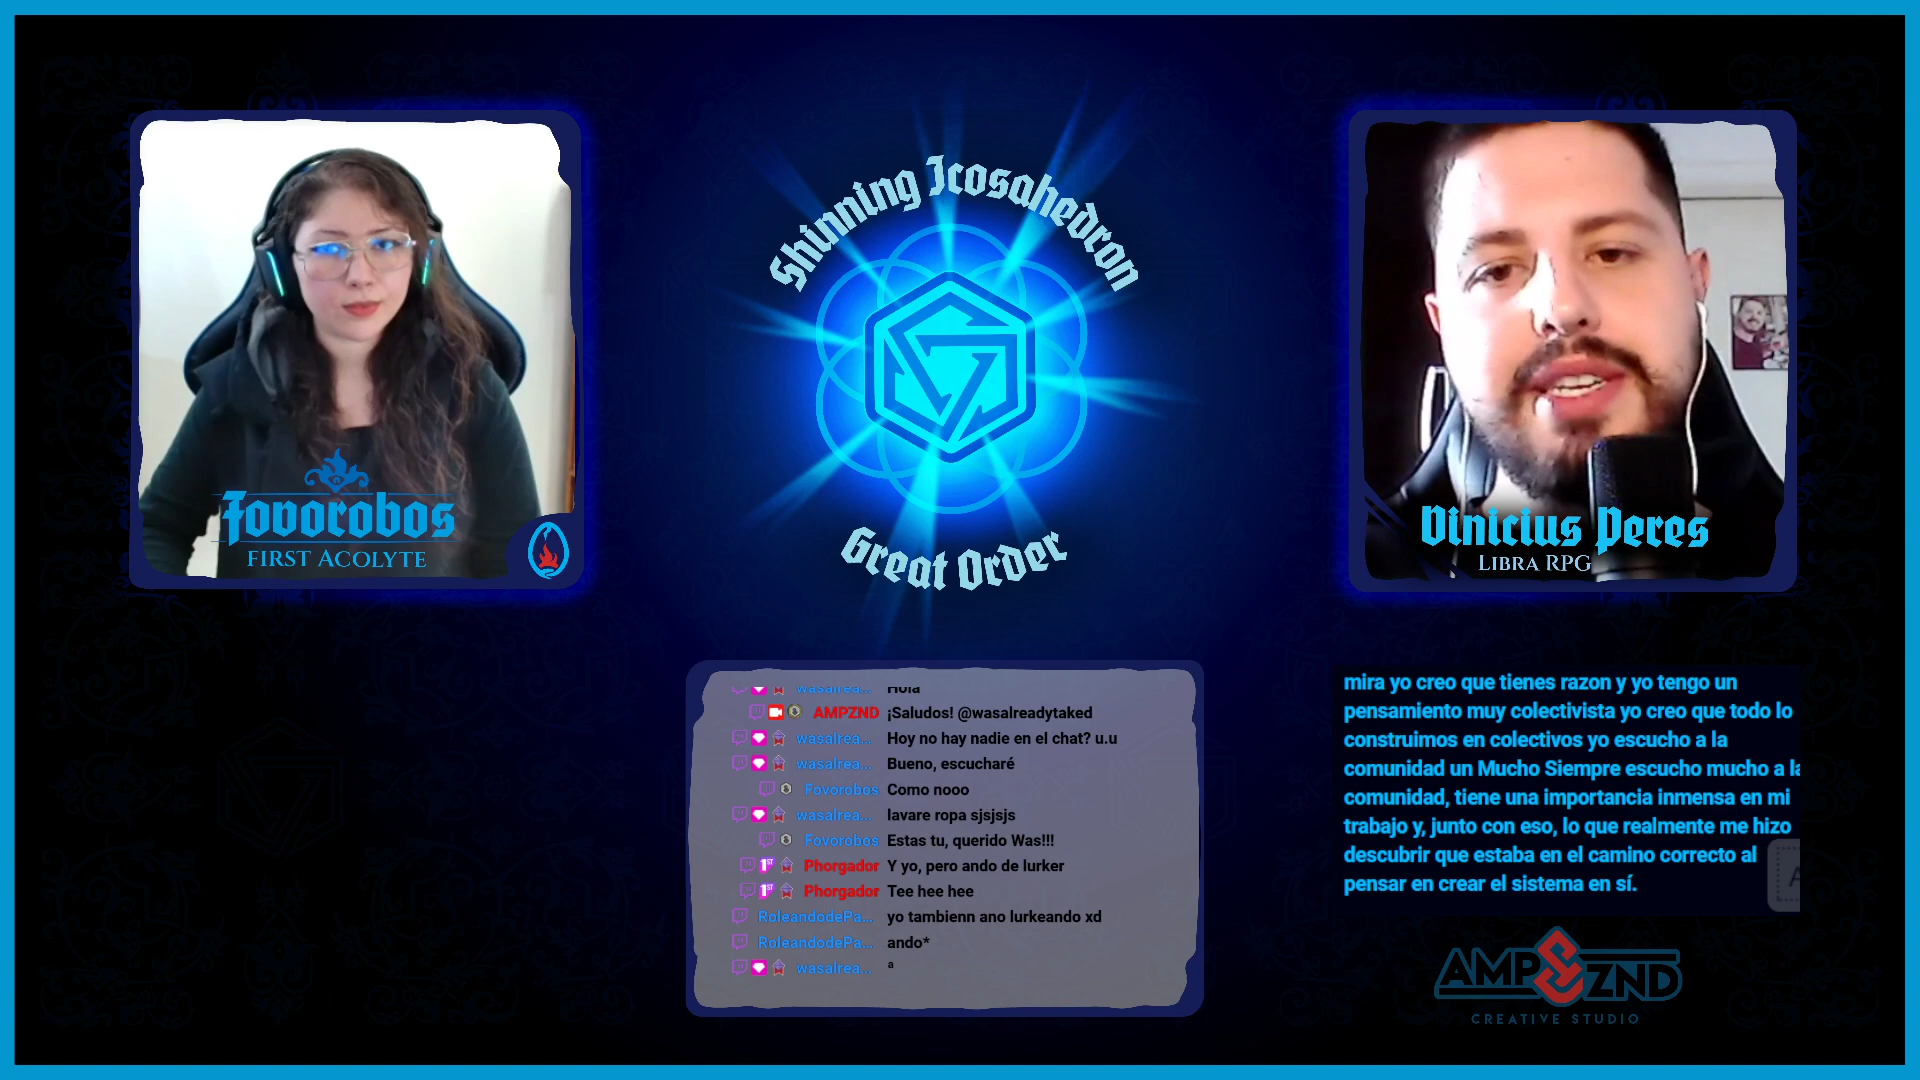 Shinning Icosahedron
Great Order
Fovorobos
FIRST ACOLYTE
Vinicius Peres
LIBRA RPG
wasalrea... Hola
AMPZND ¡Saludos! @wasalreadytaked
wasalrea... Hoy no hay nadie en el chat? u.u
wasalrea... Bueno, escucharé
Fovorobos Como nooo
wasalrea... lavare ropa sjsjsjs
Fovorobos Estas tu, querido Was!!!
1ST Phorgador Y yo, pero ando de lurker
1ST Phorgador Tee hee hee
RoleandodePa... yo tambienn ano lurkeando xd
RoleandodePa... ando*
wasalrea... a
mira yo creo que tienes razon y yo tengo un
pensamiento muy colectivista yo creo que todo lo
construimos en colectivos yo escucho a la
comunidad un Mucho Siempre escucho mucho a la
comunidad, tiene una importancia inmensa en mi
trabajo y, junto con eso, lo que realmente me hizo
descubrir que estaba en el camino correcto al
pensar en crear el sistema en sí.
A
AMPZND
CREATIVE STUDIO